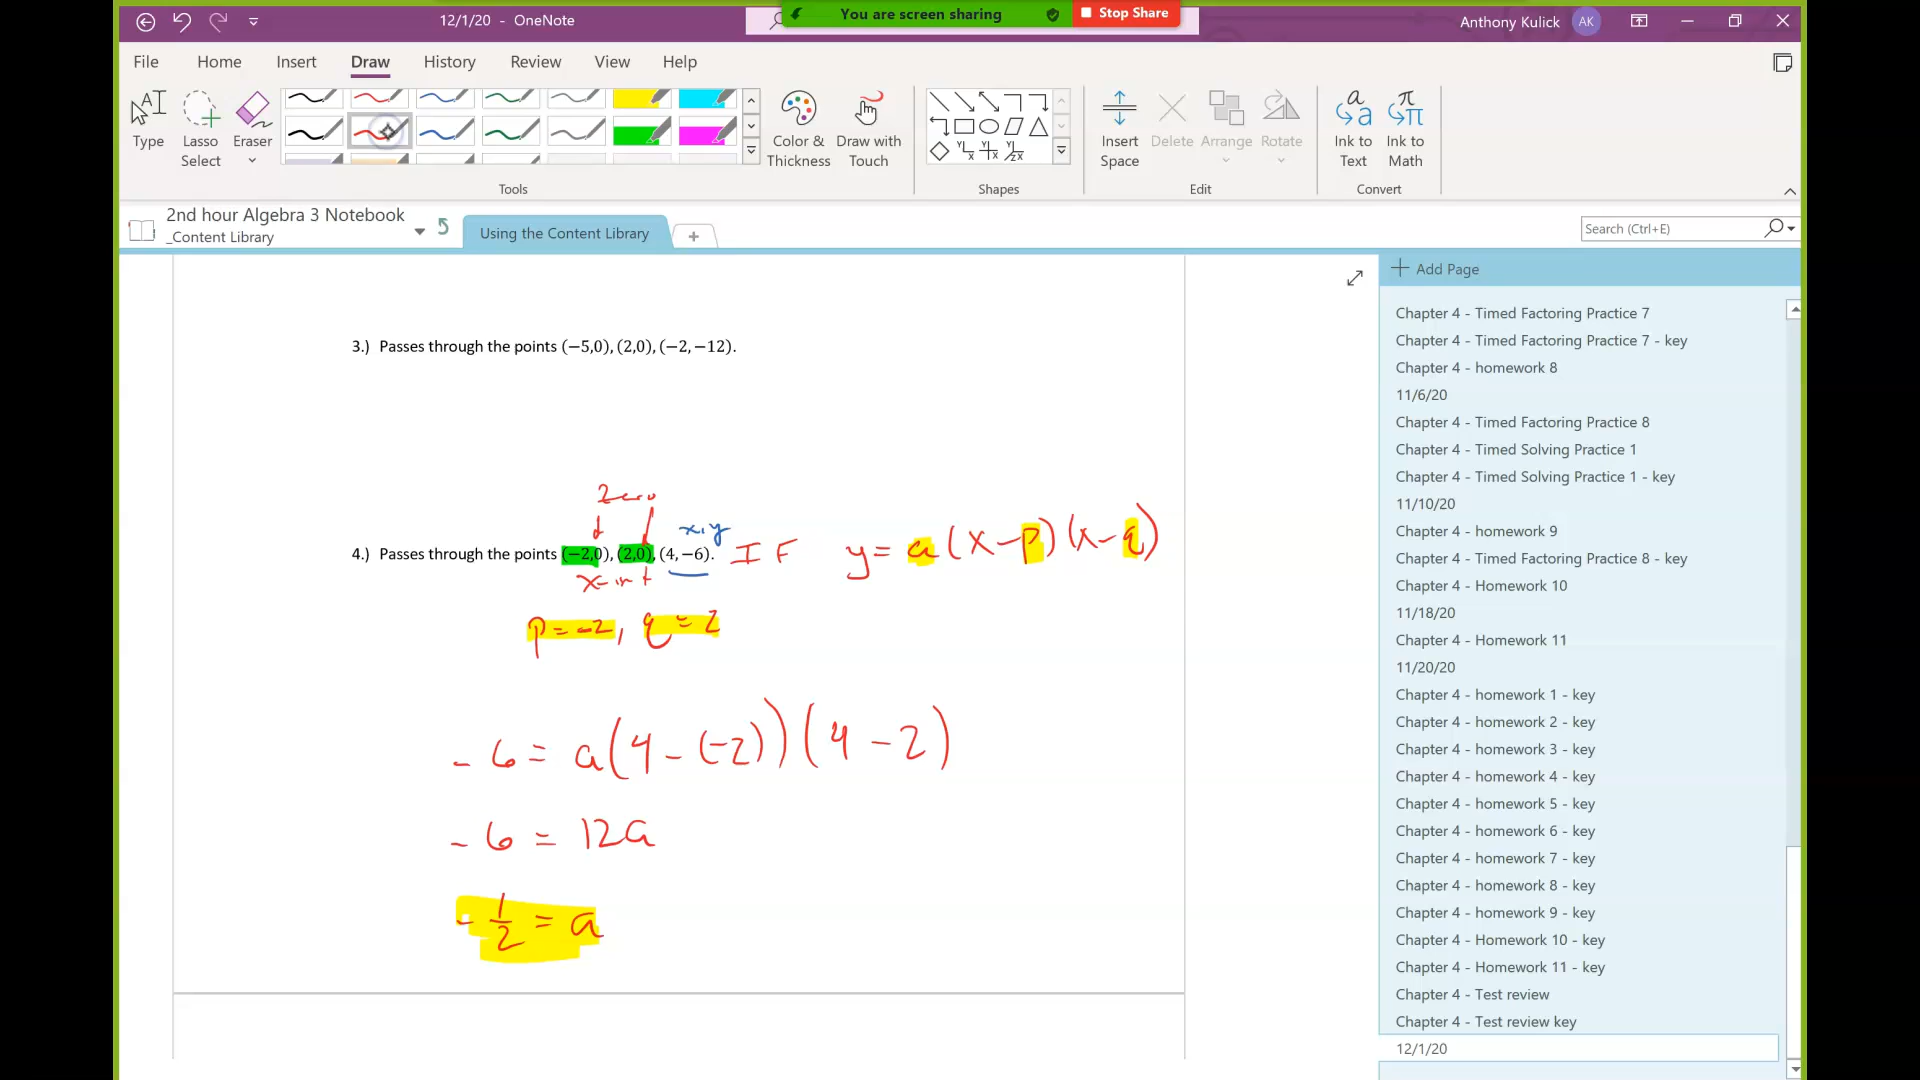 12/1/20 - OneNote
You are screen sharing
Stop Share
Anthony Kulick AK
File Home Insert Draw History Review View Help
Type
Lasso Select
Eraser
Color & Thickness
Draw with Touch
Insert Space
Delete
Arrange
Rotate
Ink to Text
Ink to Math
Tools Shapes Edit Convert
2nd hour Algebra 3 Notebook
_Content Library
Using the Content Library
Search (Ctrl+E)
3.) Passes through the points (−5,0), (2,0), (−2,−12).
zero
x,y
4.) Passes through the points (−2,0), (2,0), (4,−6). IF y = a(x-p)(x-q)
x-int
p = -2, q = 2
-6 = a(4-(-2))(4-2)
-6 = 12a
-1/2 = a
Add Page
Chapter 4 - Timed Factoring Practice 7
Chapter 4 - Timed Factoring Practice 7 - key
Chapter 4 - homework 8
11/6/20
Chapter 4 - Timed Factoring Practice 8
Chapter 4 - Timed Solving Practice 1
Chapter 4 - Timed Solving Practice 1 - key
11/10/20
Chapter 4 - homework 9
Chapter 4 - Timed Factoring Practice 8 - key
Chapter 4 - Homework 10
11/18/20
Chapter 4 - Homework 11
11/20/20
Chapter 4 - homework 1 - key
Chapter 4 - homework 2 - key
Chapter 4 - homework 3 - key
Chapter 4 - homework 4 - key
Chapter 4 - homework 5 - key
Chapter 4 - homework 6 - key
Chapter 4 - homework 7 - key
Chapter 4 - homework 8 - key
Chapter 4 - homework 9 - key
Chapter 4 - Homework 10 - key
Chapter 4 - Homework 11 - key
Chapter 4 - Test review
Chapter 4 - Test review key
12/1/20